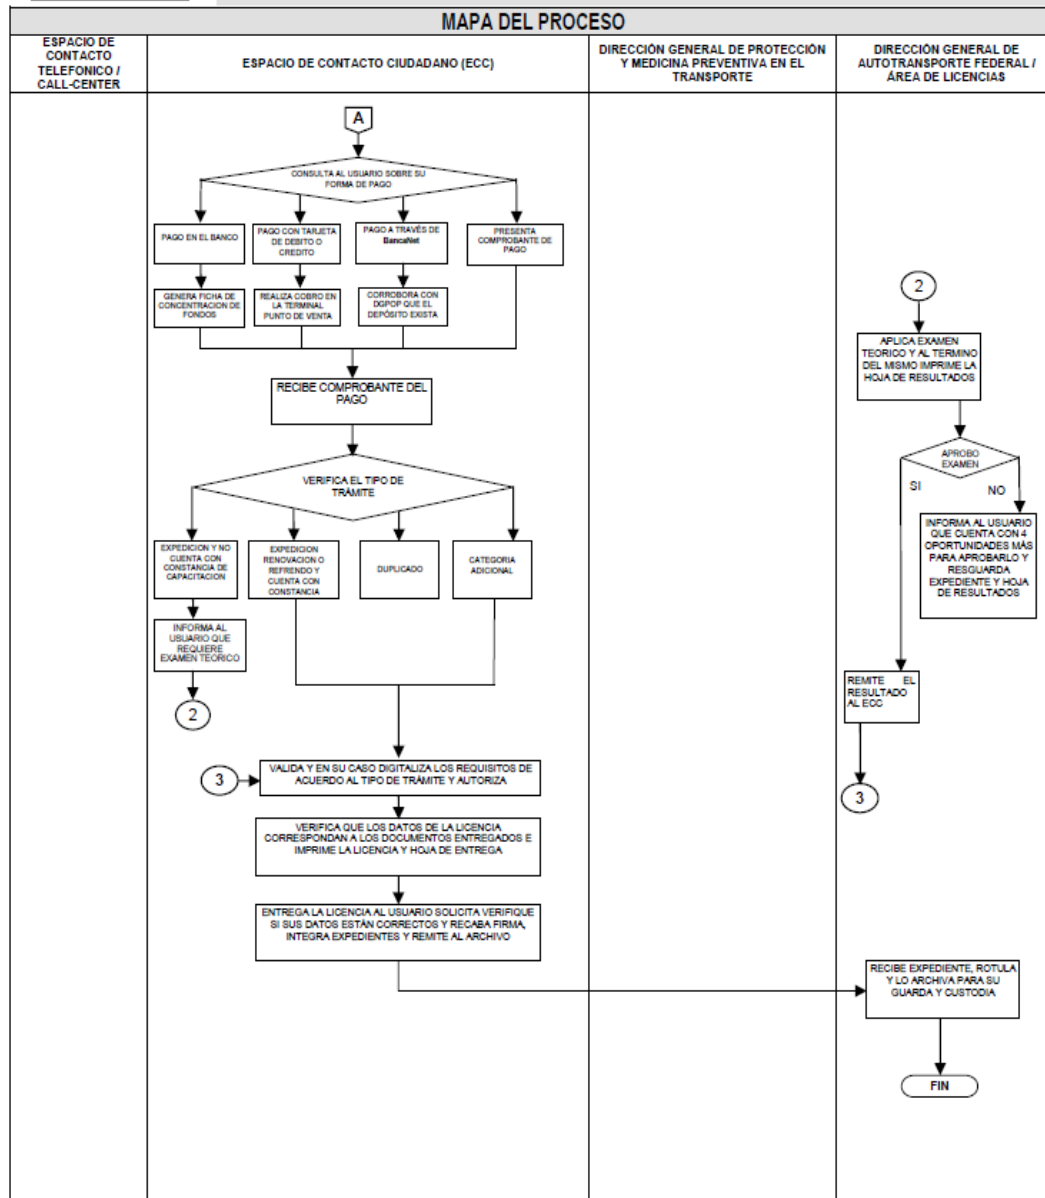 MAPA DEL PROCESO
ESPACIO DE
CONTACTO
TELEFONICO /
CALL-CENTER
ESPACIO DE CONTACTO CIUDADANO (ECC)
DIRECCIÓN GENERAL DE PROTECCIÓN
Y MEDICINA PREVENTIVA EN EL
TRANSPORTE
DIRECCIÓN GENERAL DE
AUTOTRANSPORTE FEDERAL /
ÁREA DE LICENCIAS
A
CONSULTA AL USUARIO SOBRE SU
FORMA DE PAGO
PAGO EN EL BANCO
PAGO CON TARJETA
DE DEBITO O
CREDITO
PAGO A TRAVÉS DE
BancaNet
PRESENTA
COMPROBANTE DE
PAGO
GENERA FICHA DE
CONCENTRACION DE
FONDOS
REALIZA COBRO EN
LA TERMINAL
PUNTO DE VENTA
CORROBORA CON
DGPOP QUE EL
DEPÓSITO EXISTA
RECIBE COMPROBANTE DEL
PAGO
VERIFICA EL TIPO DE
TRÁMITE
EXPEDICION Y NO
CUENTA CON
CONSTANCIA DE
CAPACITACION
EXPEDICION
RENOVACION O
REFRENDO Y
CUENTA CON
CONSTANCIA
DUPLICADO
CATEGORIA
ADICIONAL
INFORMA AL
USUARIO QUE
REQUIERE
EXAMEN TEORICO
2
3
VALIDA Y EN SU CASO DIGITALIZA LOS REQUISITOS DE
ACUERDO AL TIPO DE TRÁMITE Y AUTORIZA
VERIFICA QUE LOS DATOS DE LA LICENCIA
CORRESPONDAN A LOS DOCUMENTOS ENTREGADOS E
IMPRIME LA LICENCIA Y HOJA DE ENTREGA
ENTREGA LA LICENCIA AL USUARIO SOLICITA VERIFIQUE
SI SUS DATOS ESTÁN CORRECTOS Y RECABA FIRMA,
INTEGRA EXPEDIENTES Y REMITE AL ARCHIVO
2
APLICA EXAMEN
TEORICO Y AL TERMINO
DEL MISMO IMPRIME LA
HOJA DE RESULTADOS
APROBO
EXAMEN
SI
NO
INFORMA AL USUARIO
QUE CUENTA CON 4
OPORTUNIDADES MÁS
PARA APROBARLO Y
RESGUARDA
EXPEDIENTE Y HOJA
DE RESULTADOS
REMITE EL
RESULTADO
AL ECC
3
RECIBE EXPEDIENTE, ROTULA
Y LO ARCHIVA PARA SU
GUARDA Y CUSTODIA
FIN